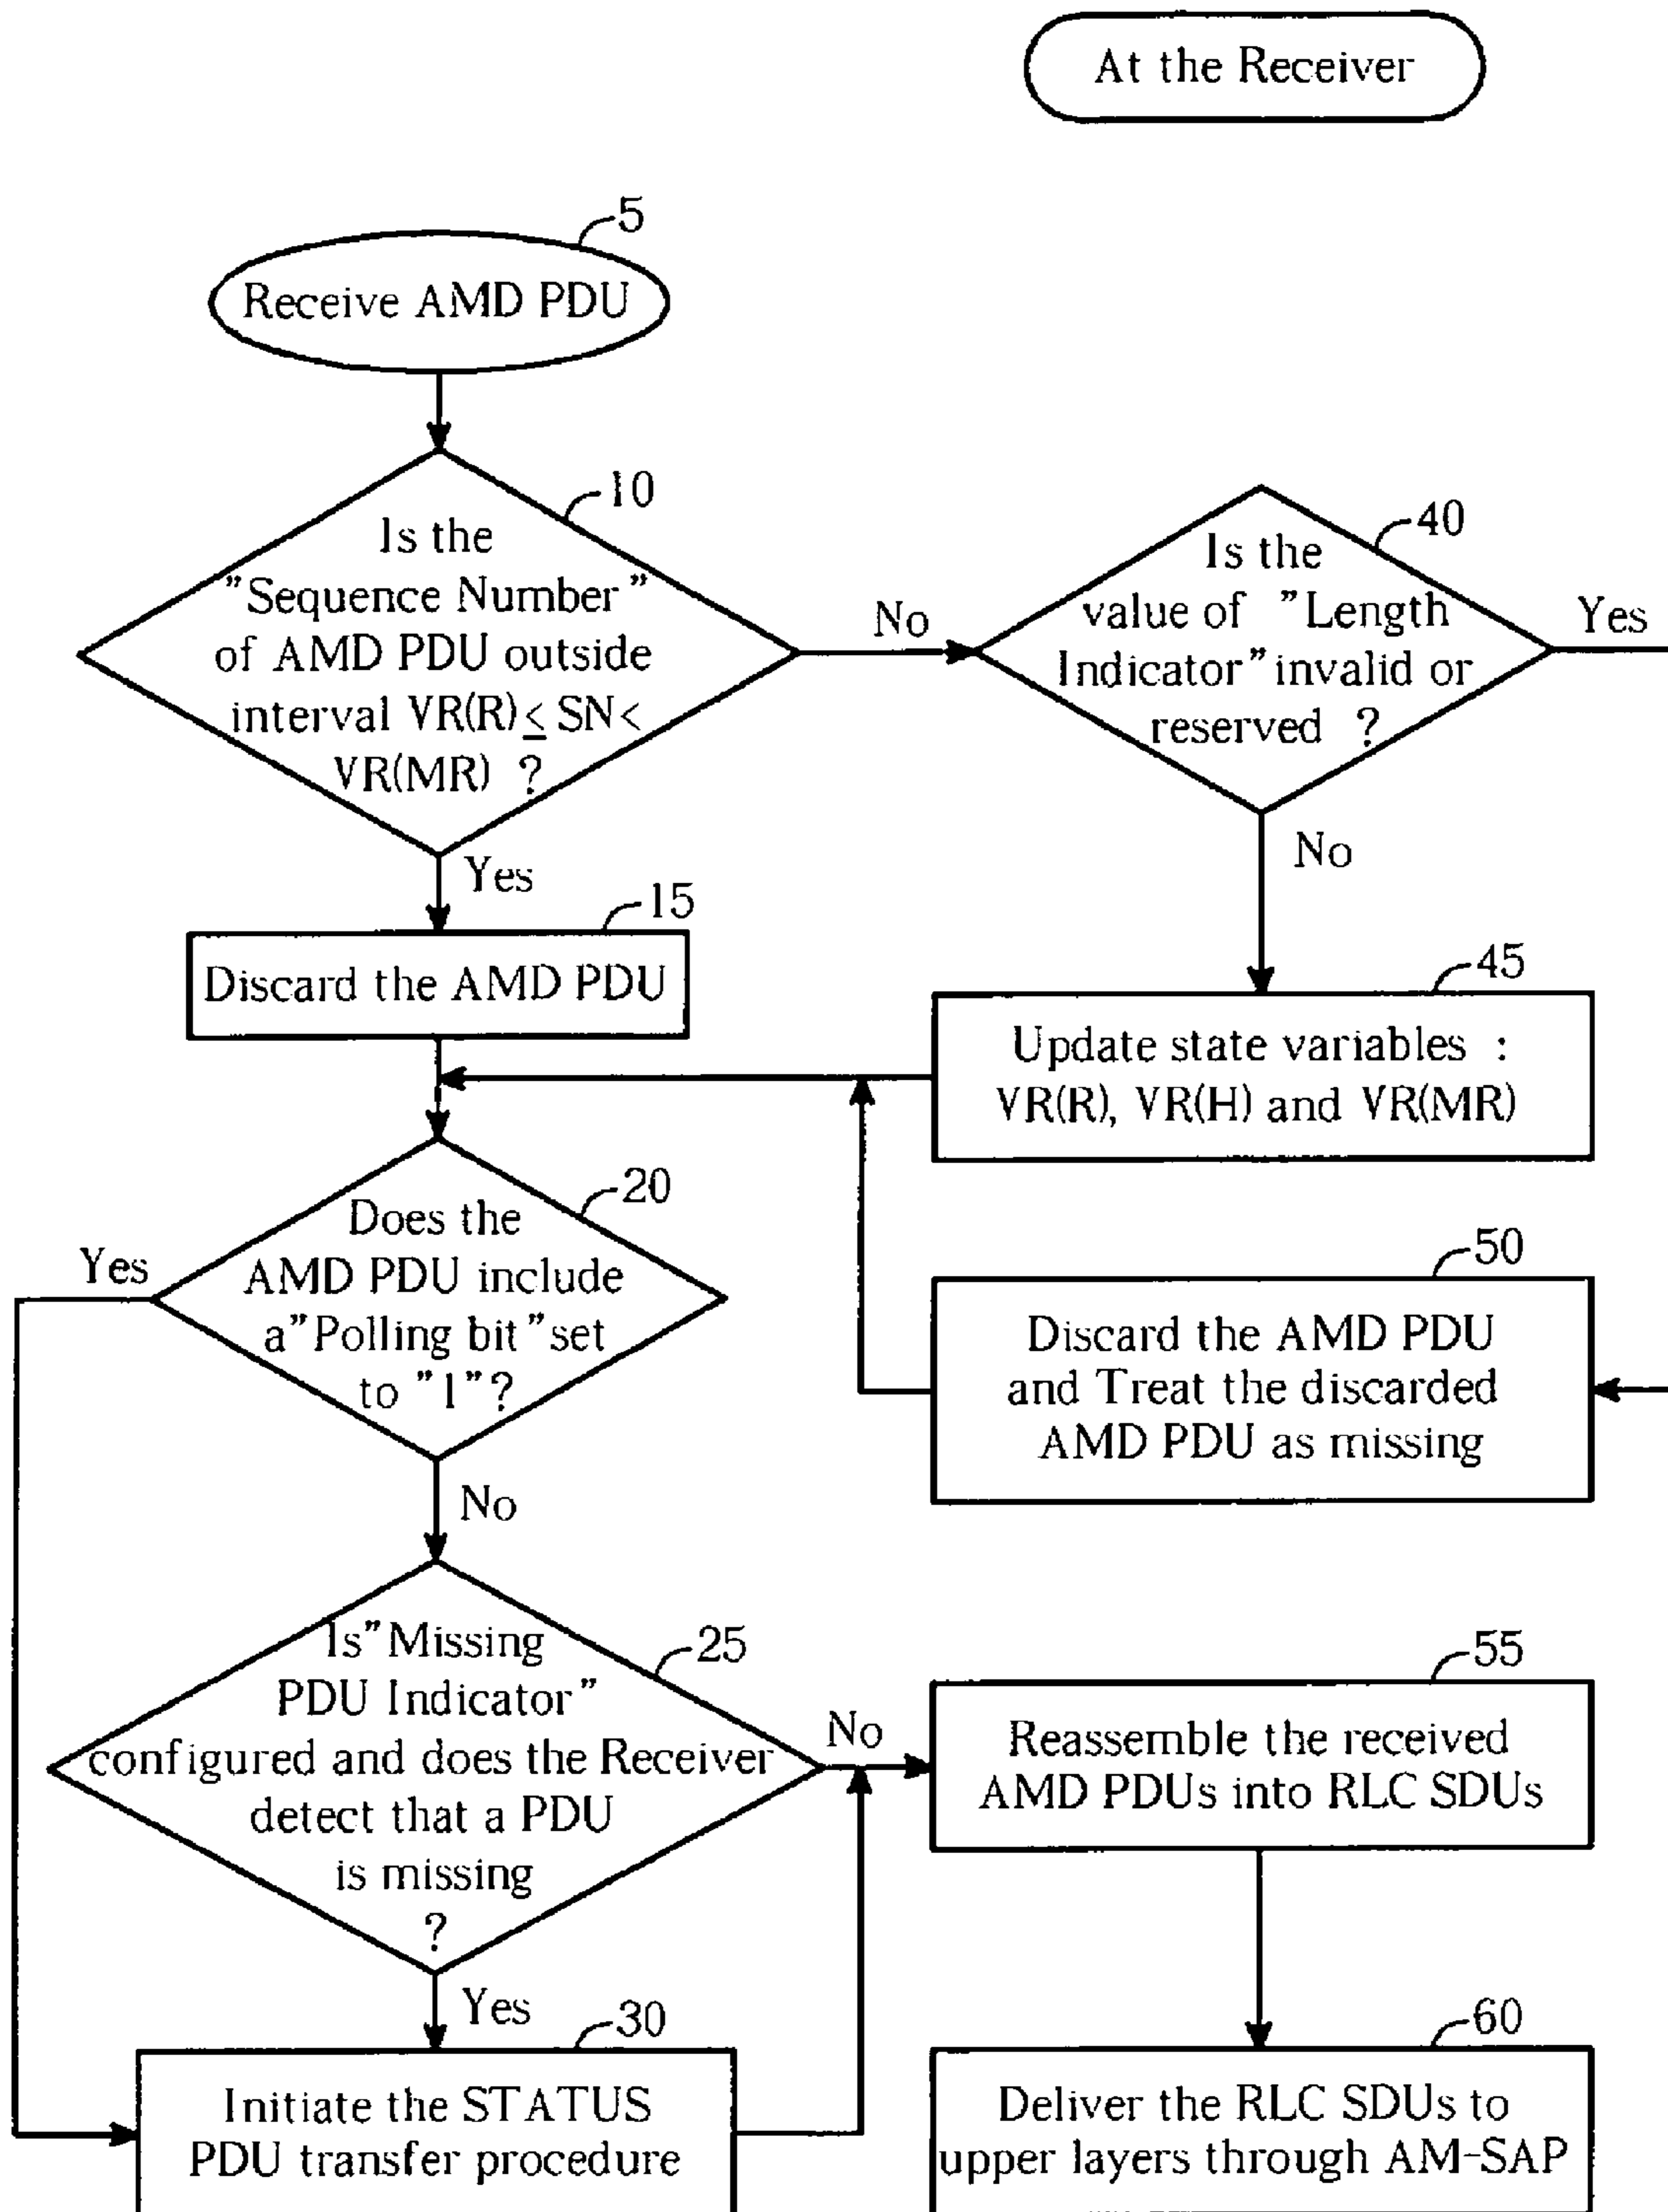 At the Receiver
5
Receive AMD PDU
10
Is the
"Sequence Number"
of AMD PDU outside
interval VR(R)≤ SN<
VR(MR) ?
No
40
Is the
value of "Length
Indicator" invalid or
reserved ?
Yes
No
Yes
15
Discard the AMD PDU
45
Update state variables :
VR(R), VR(H) and VR(MR)
20
Does the
AMD PDU include
a"Polling bit"set
to "1"?
Yes
No
50
Discard the AMD PDU
and Treat the discarded
AMD PDU as missing
25
Is"Missing
PDU Indicator"
configured and does the Receiver
detect that a PDU
is missing
?
No
Yes
55
Reassemble the received
AMD PDUs into RLC SDUs
30
Initiate the STATUS
PDU transfer procedure
60
Deliver the RLC SDUs to
upper layers through AM-SAP